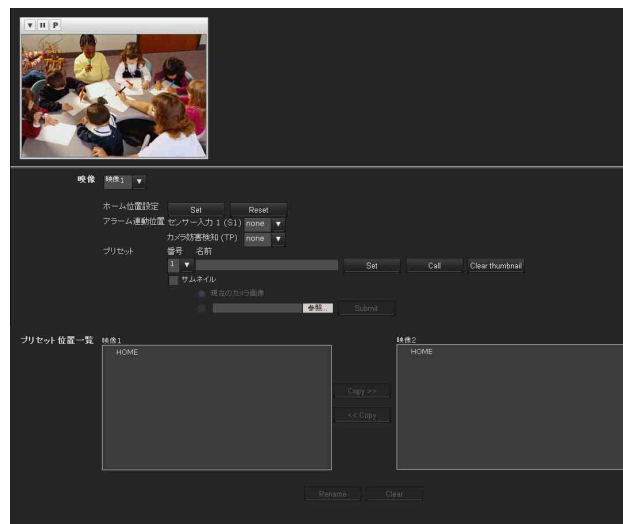 P
映像 映像1
ホーム位置設定 Set Reset
アラーム連動位置 センサー入力 1 (S1) none
カメラ妨害検知 (TP) none
プリセット 番号 名前
1 Set Call Clear thumbnail
サムネイル
現在のカメラ画像
参照... Submit
プリセット位置一覧 映像1 映像2
HOME HOME
Copy >>
<< Copy
Rename Clear